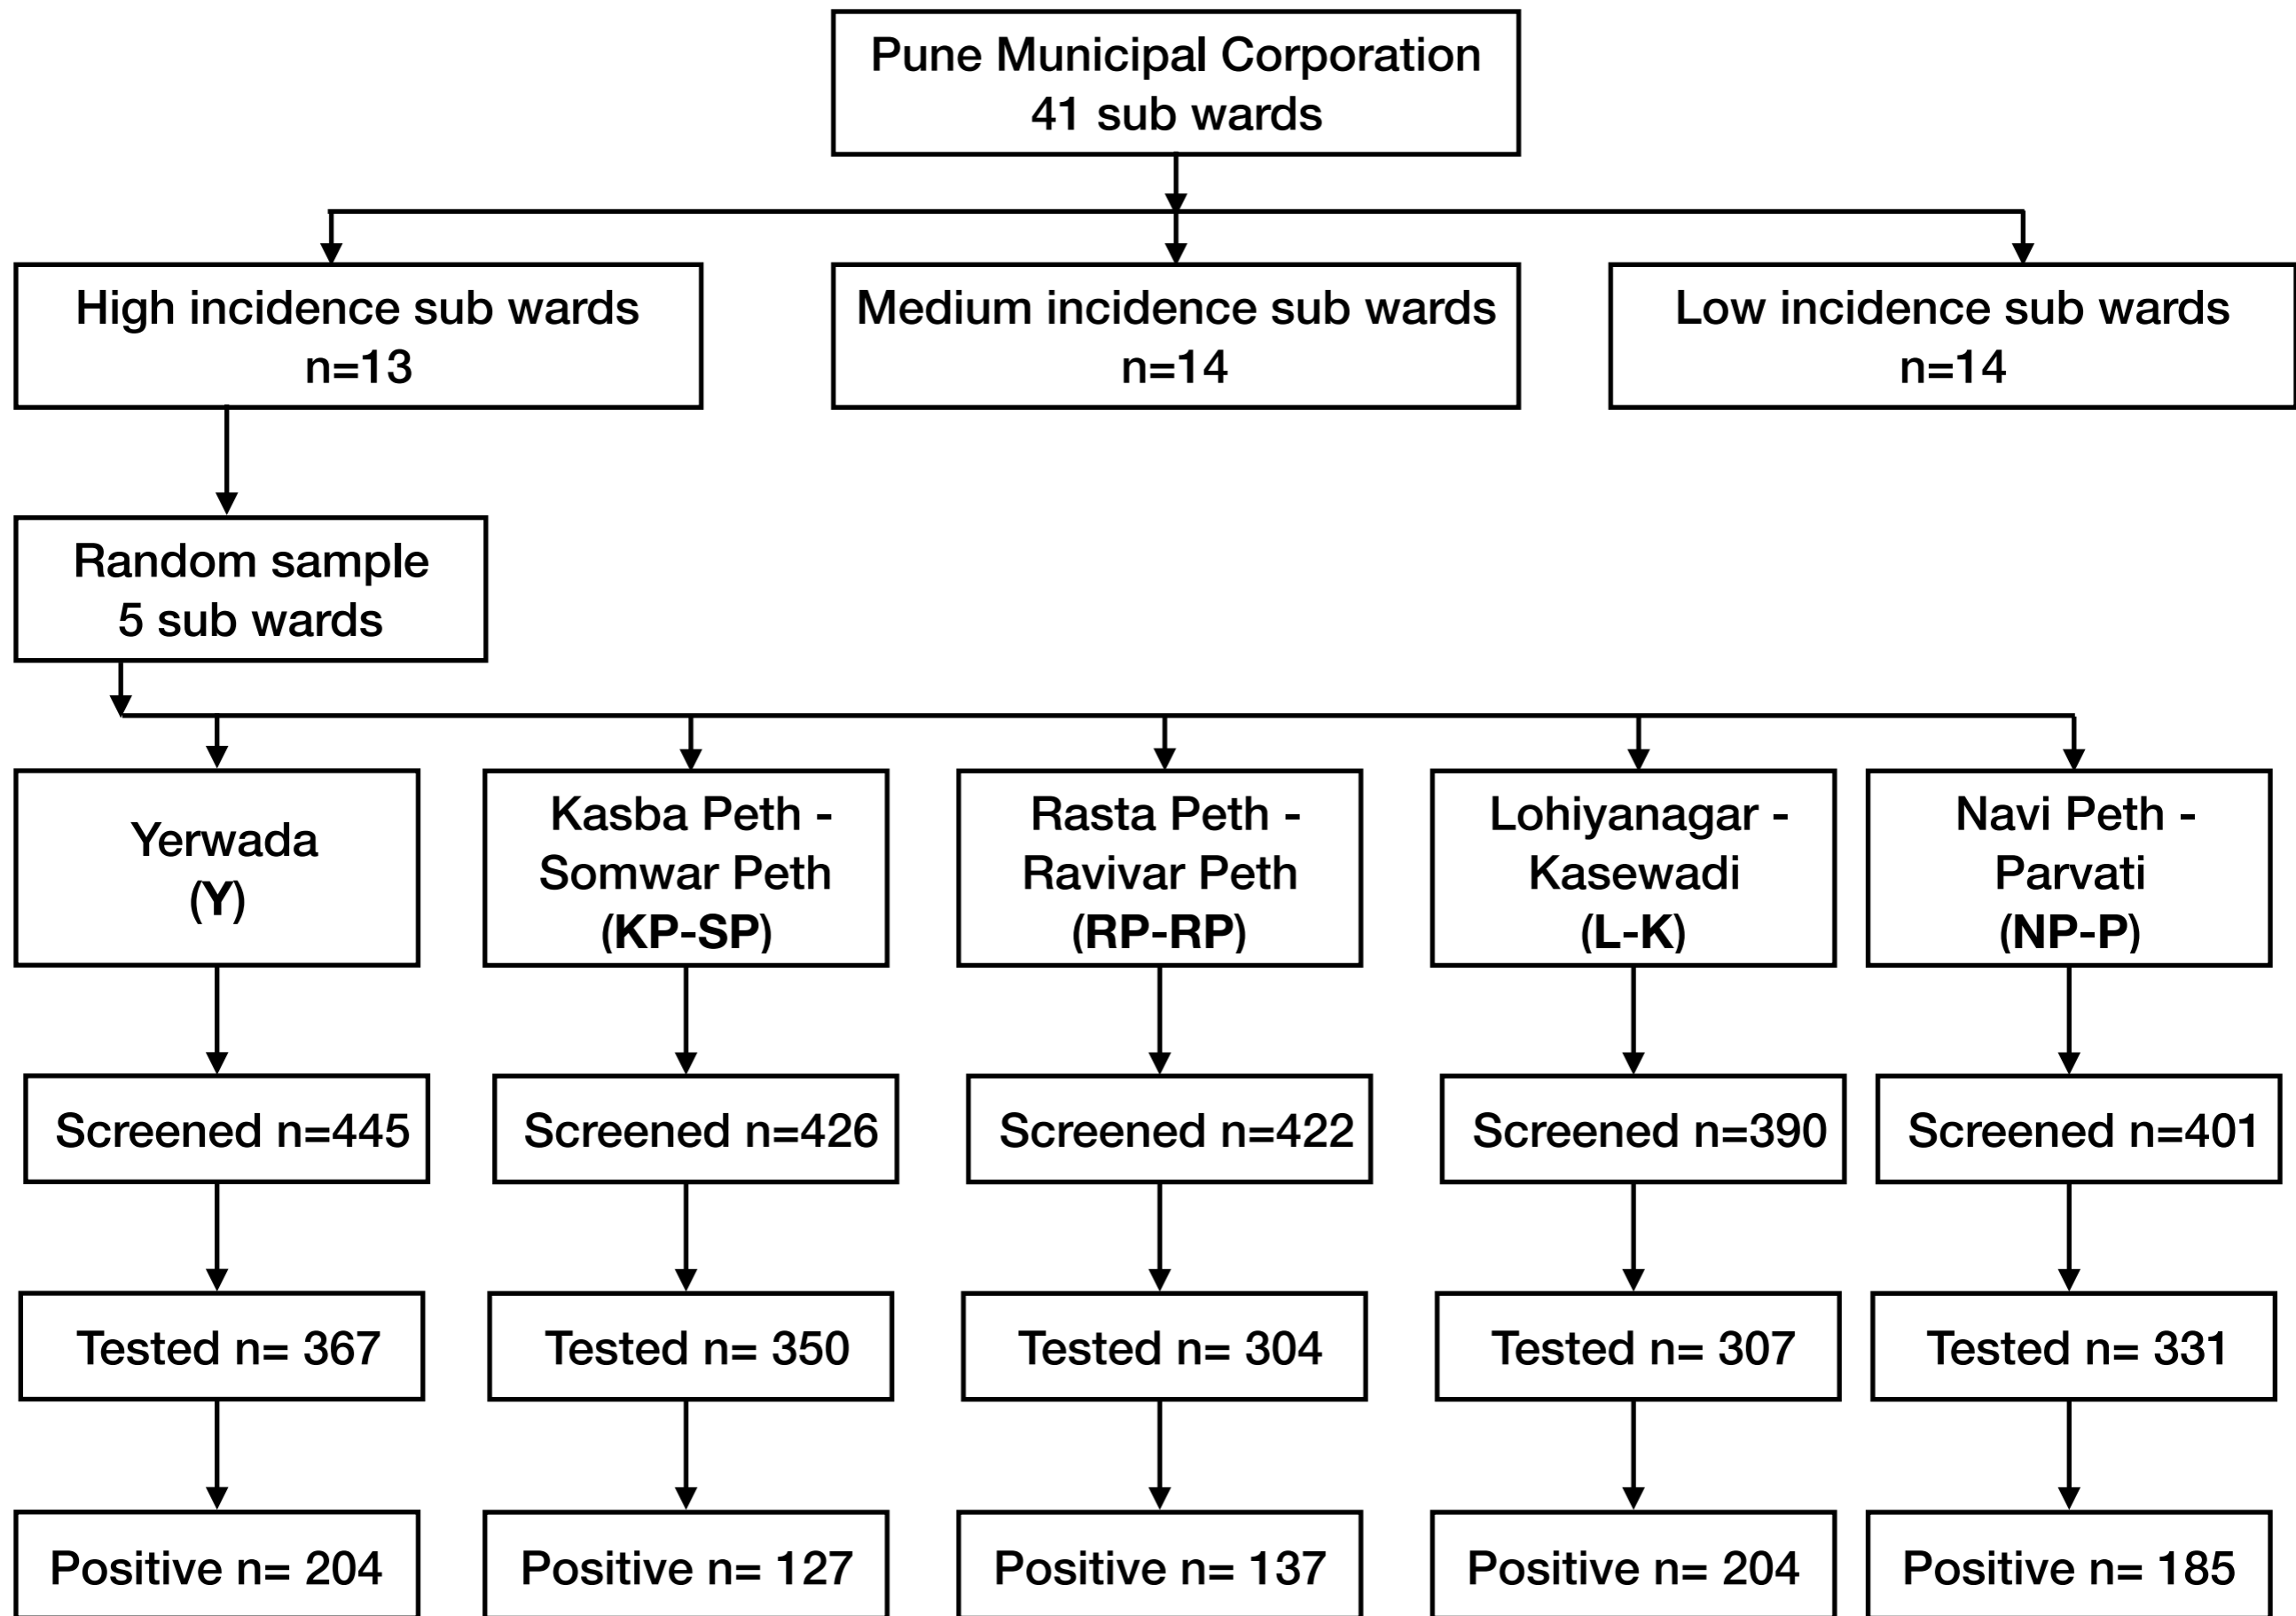 Pune Municipal Corporation
41 sub wards
High incidence sub wards
n=13
Medium incidence sub wards
n=14
Low incidence sub wards
n=14
Random sample
5 sub wards
Yerwada
(Y)
Kasba Peth -
Somwar Peth
(KP-SP)
Rasta Peth -
Ravivar Peth
(RP-RP)
Lohiyanagar -
Kasewadi
(L-K)
Navi Peth -
Parvati
(NP-P)
Screened n=445
Screened n=426
Screened n=422
Screened n=390
Screened n=401
Tested n= 367
Tested n= 350
Tested n= 304
Tested n= 307
Tested n= 331
Positive n= 204
Positive n= 127
Positive n= 137
Positive n= 204
Positive n= 185